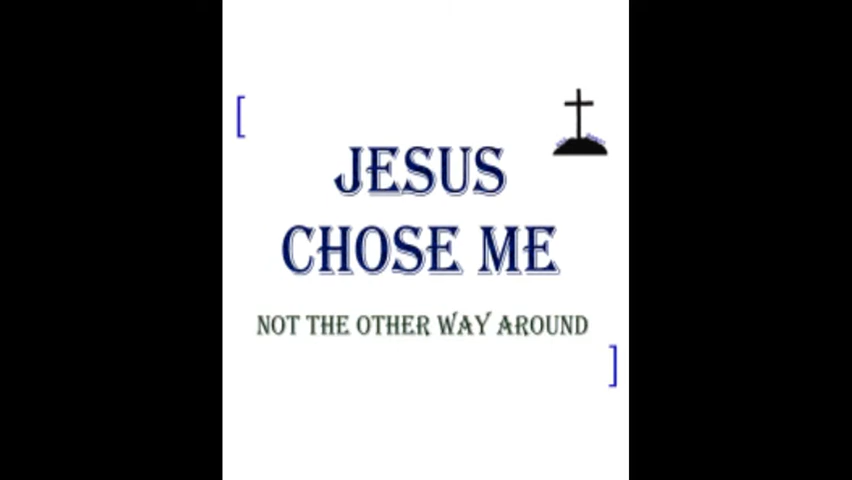 [
JESUS
CHOSE ME
NOT THE OTHER WAY AROUND
]